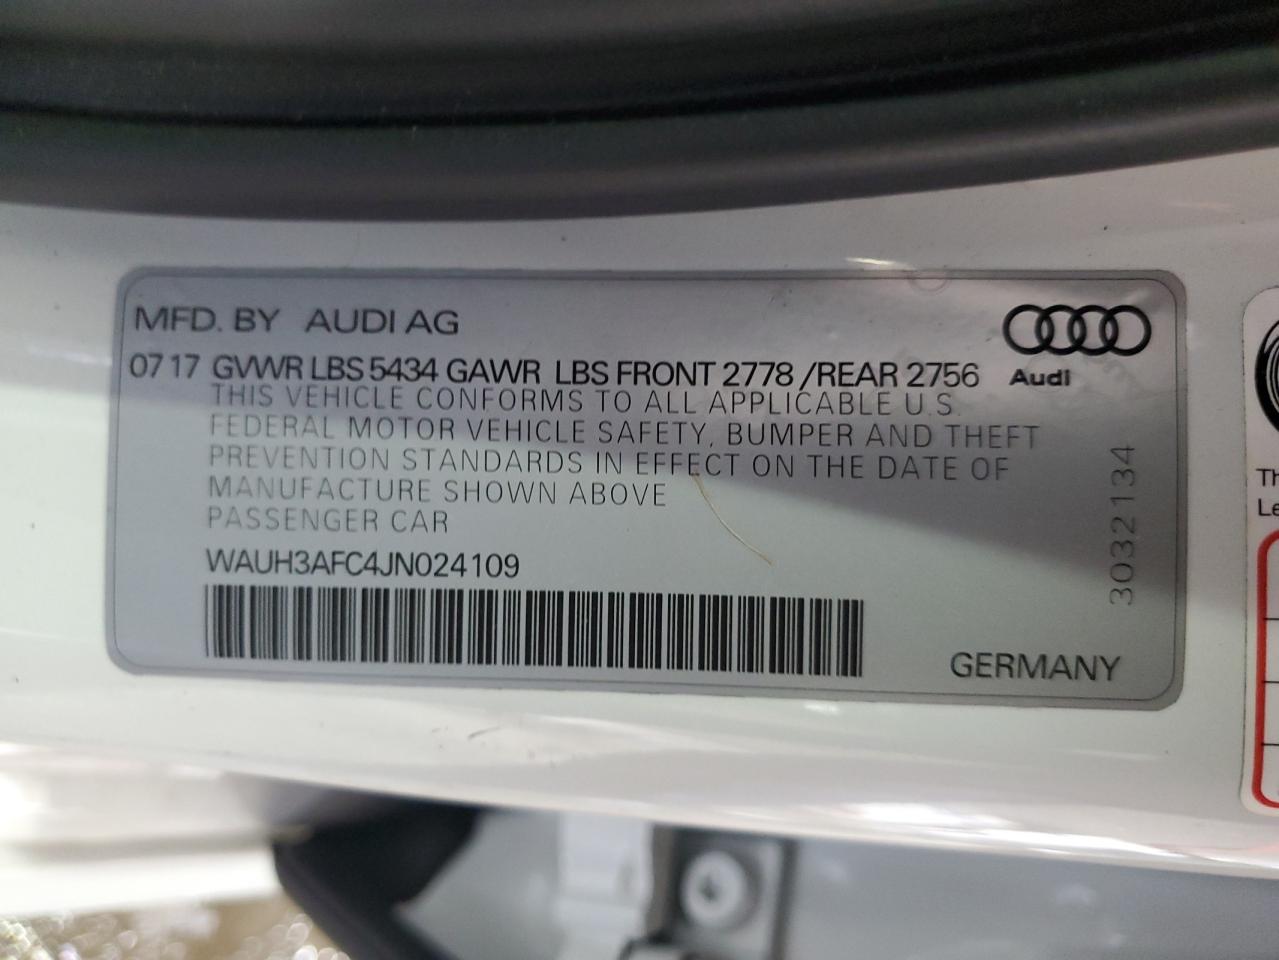 MFD. BY AUDI AG
07 17 GVWR LBS 5434 GAWR LBS FRONT 2778 /REAR 2756
Audi
THIS VEHICLE CONFORMS TO ALL APPLICABLE U.S.
FEDERAL MOTOR VEHICLE SAFETY, BUMPER AND THEFT
PREVENTION STANDARDS IN EFFECT ON THE DATE OF
MANUFACTURE SHOWN ABOVE
PASSENGER CAR
WAUH3AFC4JN024109
3032134
GERMANY